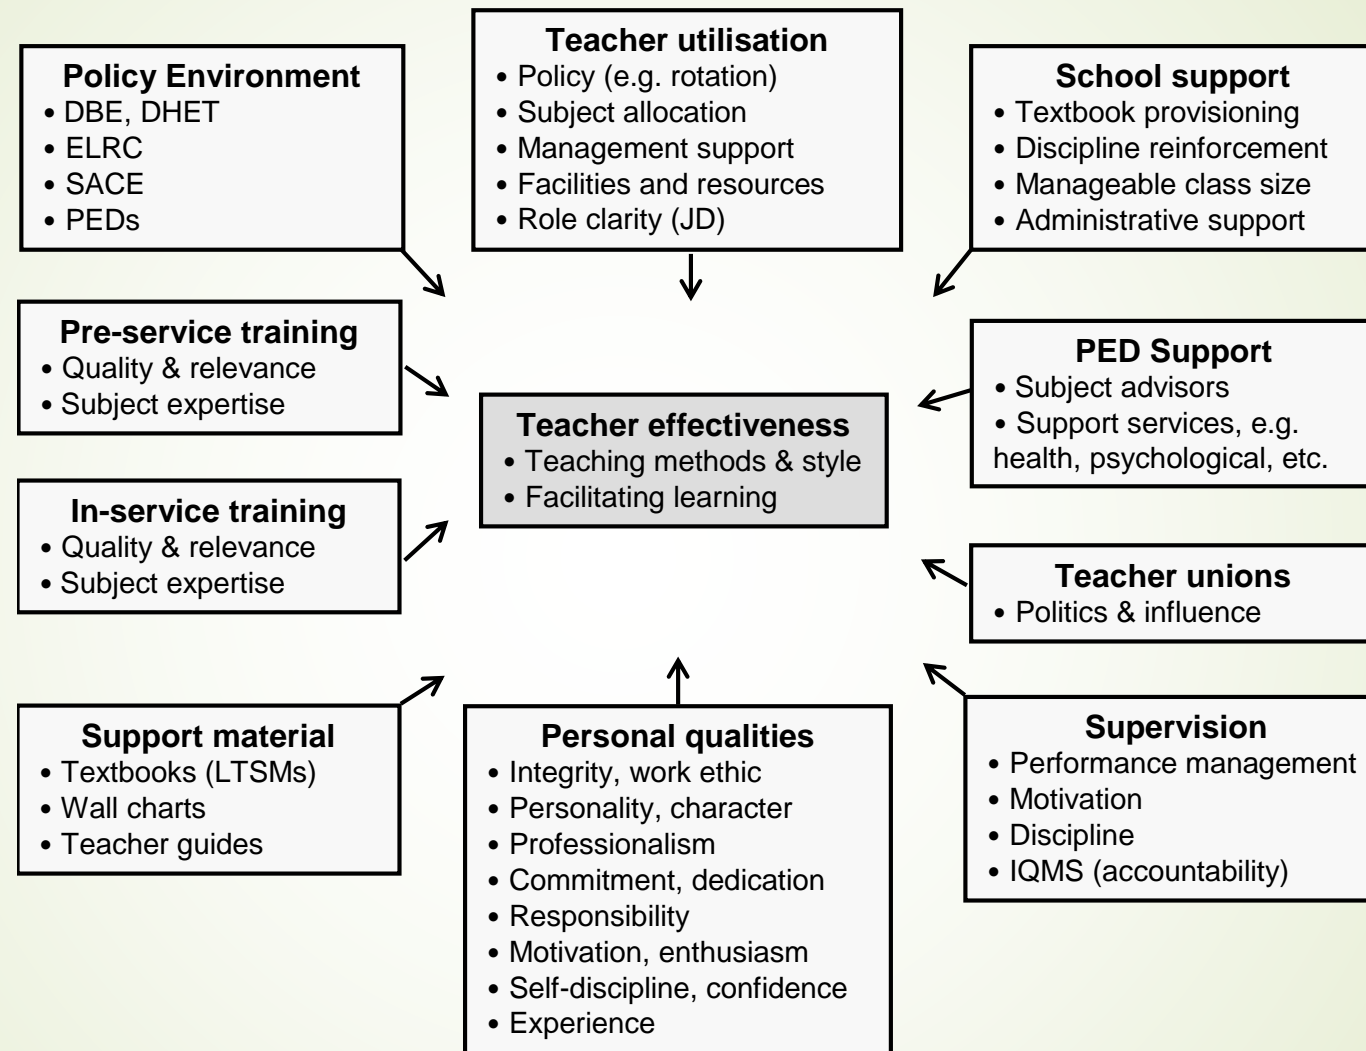 Policy Environment
• DBE, DHET
• ELRC
• SACE
• PEDs
Teacher utilisation
• Policy (e.g. rotation)
• Subject allocation
• Management support
• Facilities and resources
• Role clarity (JD)
School support
• Textbook provisioning
• Discipline reinforcement
• Manageable class size
• Administrative support
Pre-service training
• Quality & relevance
• Subject expertise
Teacher effectiveness
• Teaching methods & style
• Facilitating learning
PED Support
• Subject advisors
• Support services, e.g.
health, psychological, etc.
In-service training
• Quality & relevance
• Subject expertise
Teacher unions
• Politics & influence
Support material
• Textbooks (LTSMs)
• Wall charts
• Teacher guides
Personal qualities
• Integrity, work ethic
• Personality, character
• Professionalism
• Commitment, dedication
• Responsibility
• Motivation, enthusiasm
• Self-discipline, confidence
• Experience
Supervision
• Performance management
• Motivation
• Discipline
• IQMS (accountability)